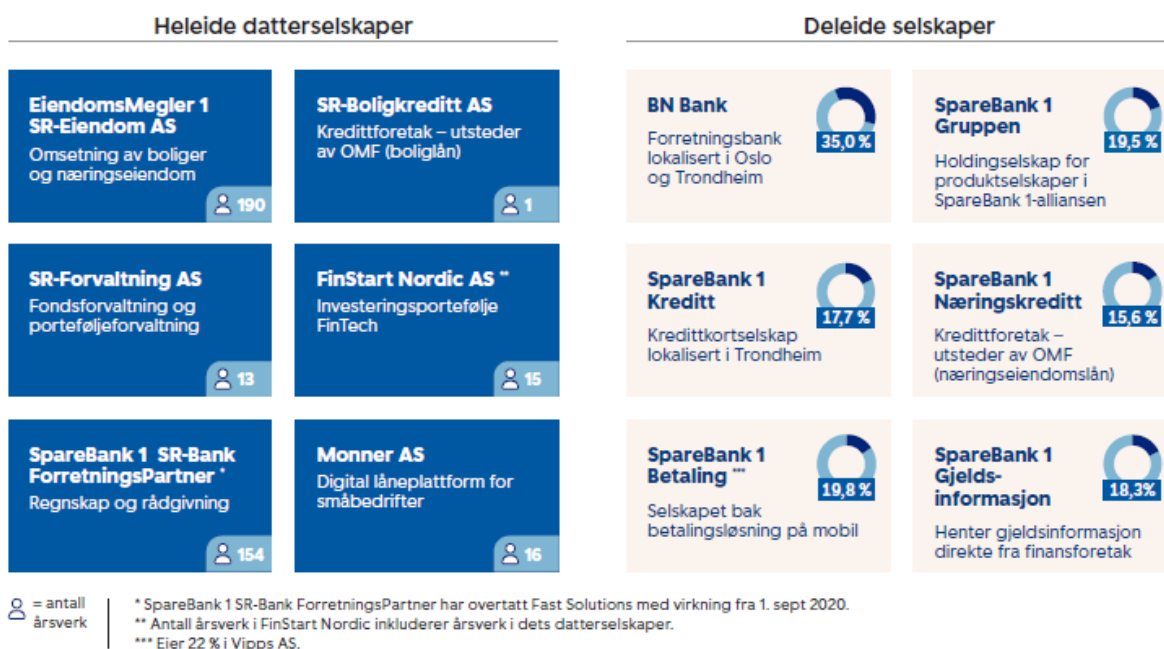 Heleide datterselskaper
EiendomsMegler 1
SR-Eiendom AS
Omsetning av boliger
og næringseiendom
190
SR-Boligkreditt AS
Kredittforetak – utsteder
av OMF (boliglån)
1
SR-Forvaltning AS
Fondsforvaltning og
porteføljeforvaltning
13
FinStart Nordic AS **
Investeringsportefølje
FinTech
15
SpareBank 1 SR-Bank
ForretningsPartner *
Regnskap og rådgivning
154
Monner AS
Digital låneplattform for
småbedrifter
16
Deleide selskaper
BN Bank
Forretningsbank
lokalisert i Oslo
og Trondheim
35,0 %
SpareBank 1
Gruppen
Holdingselskap for
produktselskaper i
SpareBank 1-alliansen
19,5 %
SpareBank 1
Kreditt
Kredittkortselskap
lokalisert i Trondheim
17,7 %
SpareBank 1
Næringskreditt
Kredittforetak –
utsteder av OMF
(næringseiendomslån)
15,6 %
SpareBank 1
Betaling ***
Selskapet bak
betalingsløsning på mobil
19,8 %
SpareBank 1
Gjelds-
informasjon
Henter gjeldsinformasjon
direkte fra finansforetak
18,3%
= antall
årsverk
* SpareBank 1 SR-Bank ForretningsPartner har overtatt Fast Solutions med virkning fra 1. sept 2020.
** Antall årsverk i FinStart Nordic inkluderer årsverk i dets datterselskaper.
*** Eier 22 % i Vipps AS.